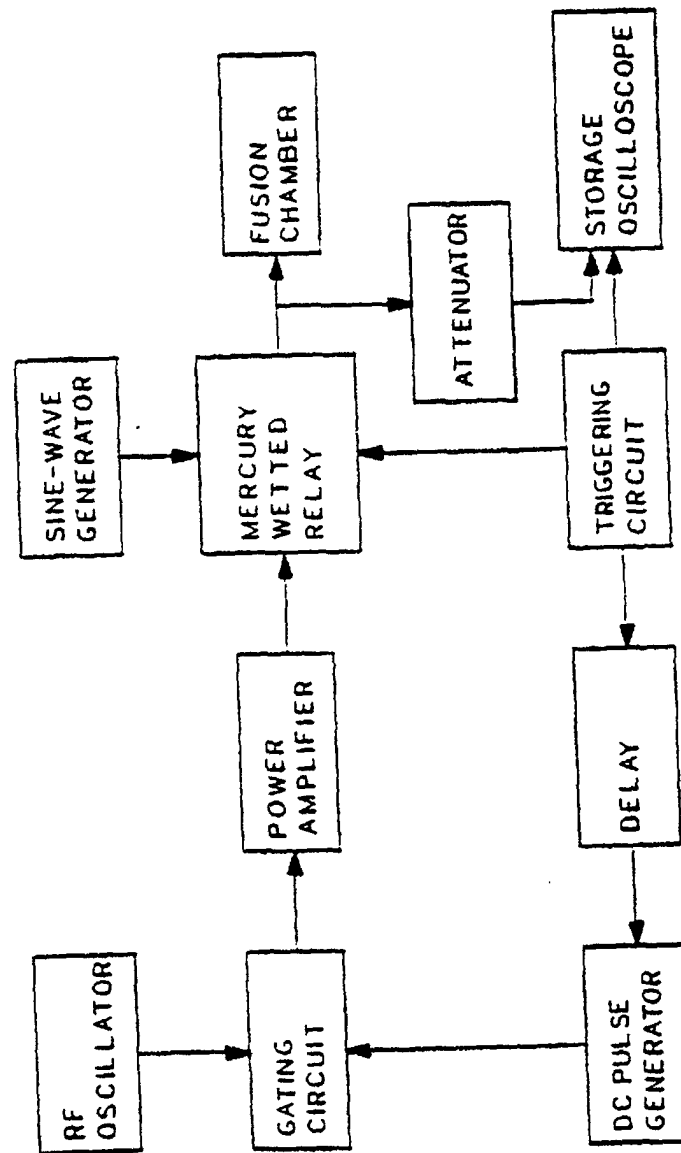 RF
OSCILLATOR
SINE-WAVE
GENERATOR
GATING
CIRCUIT
POWER
AMPLIFIER
MERCURY
WETTED
RELAY
FUSION
CHAMBER
ATTENUATOR
DC PULSE
GENERATOR
DELAY
TRIGGERING
CIRCUIT
STORAGE
OSCILLOSCOPE